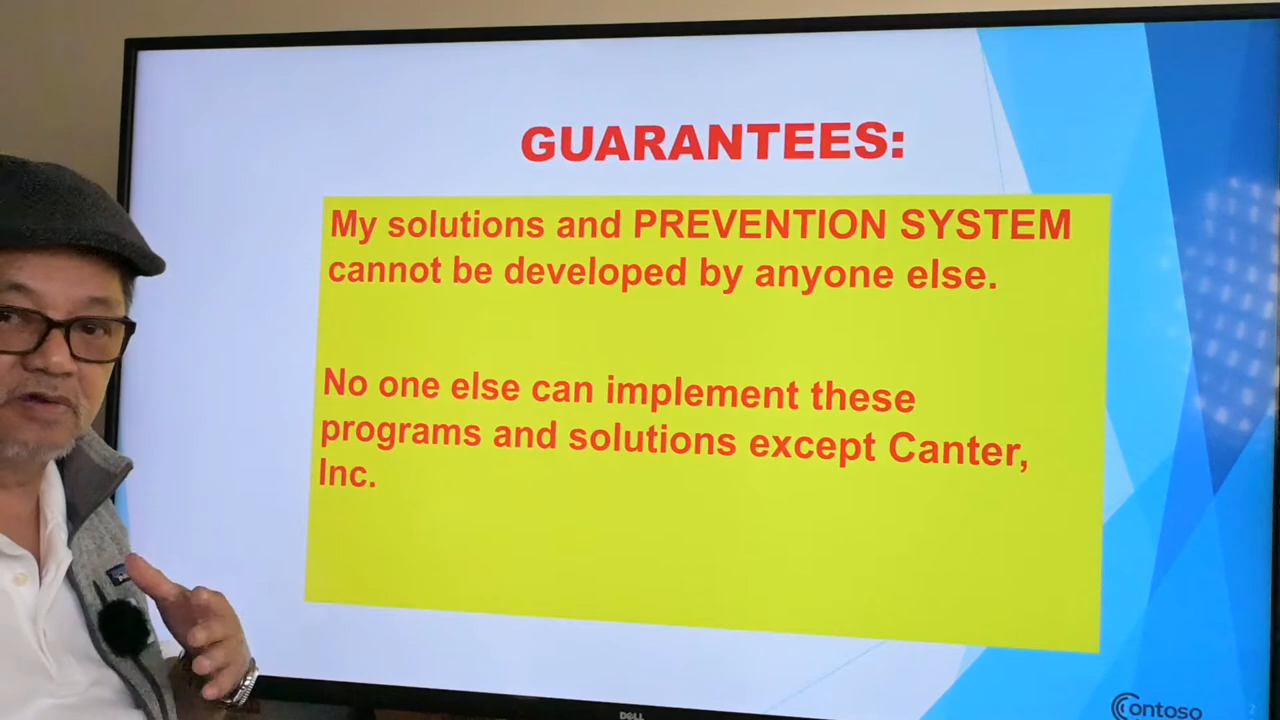 GUARANTEES:
My solutions and PREVENTION SYSTEM
cannot be developed by anyone else.
No one else can implement these
programs and solutions except Canter,
Inc.
Contoso
2
DELL